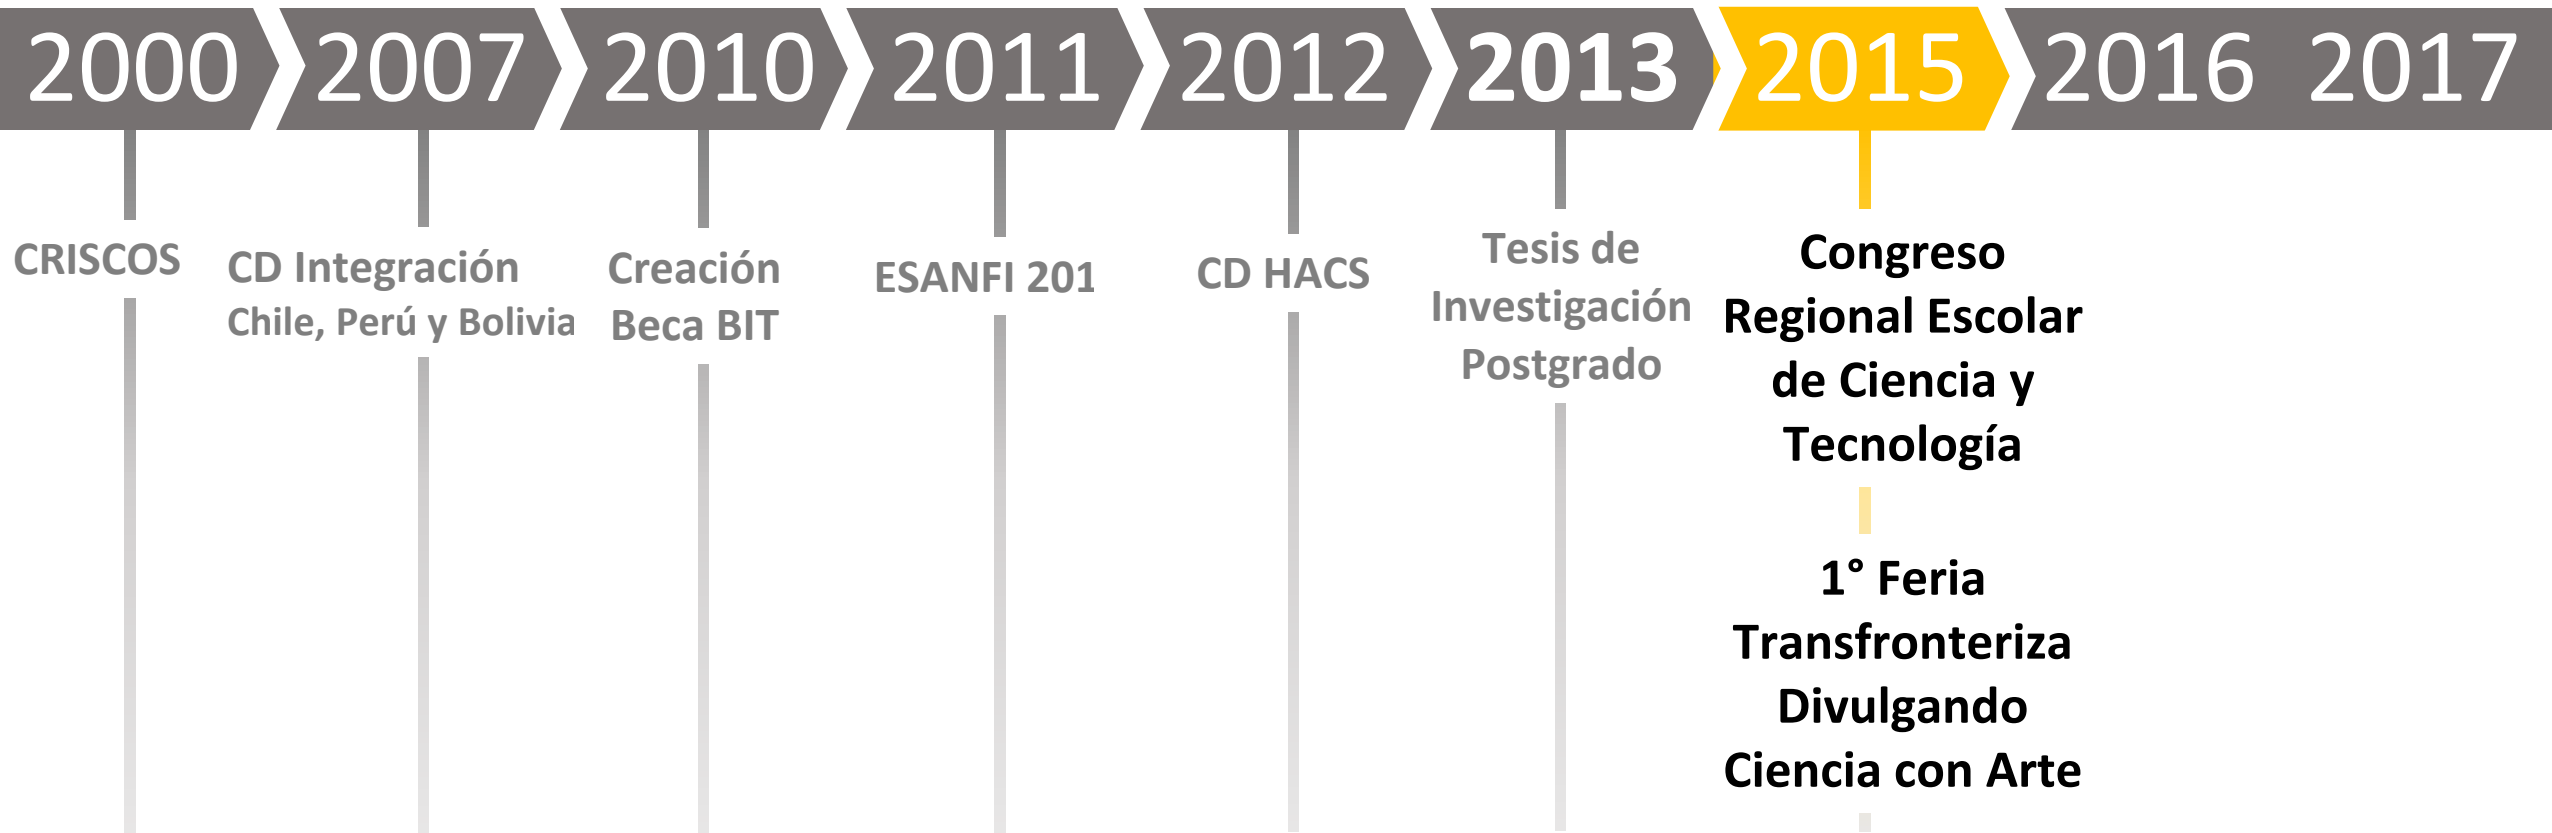 2000 2007 2010 2011 2012 2013 2015 2016 2017
CRISCOS
CD Integración
Chile, Perú y Bolivia
Creación
Beca BIT
ESANFI 201
CD HACS
Tesis de
Investigación
Postgrado
Congreso
Regional Escolar
de Ciencia y
Tecnología
1° Feria
Transfronteriza
Divulgando
Ciencia con Arte